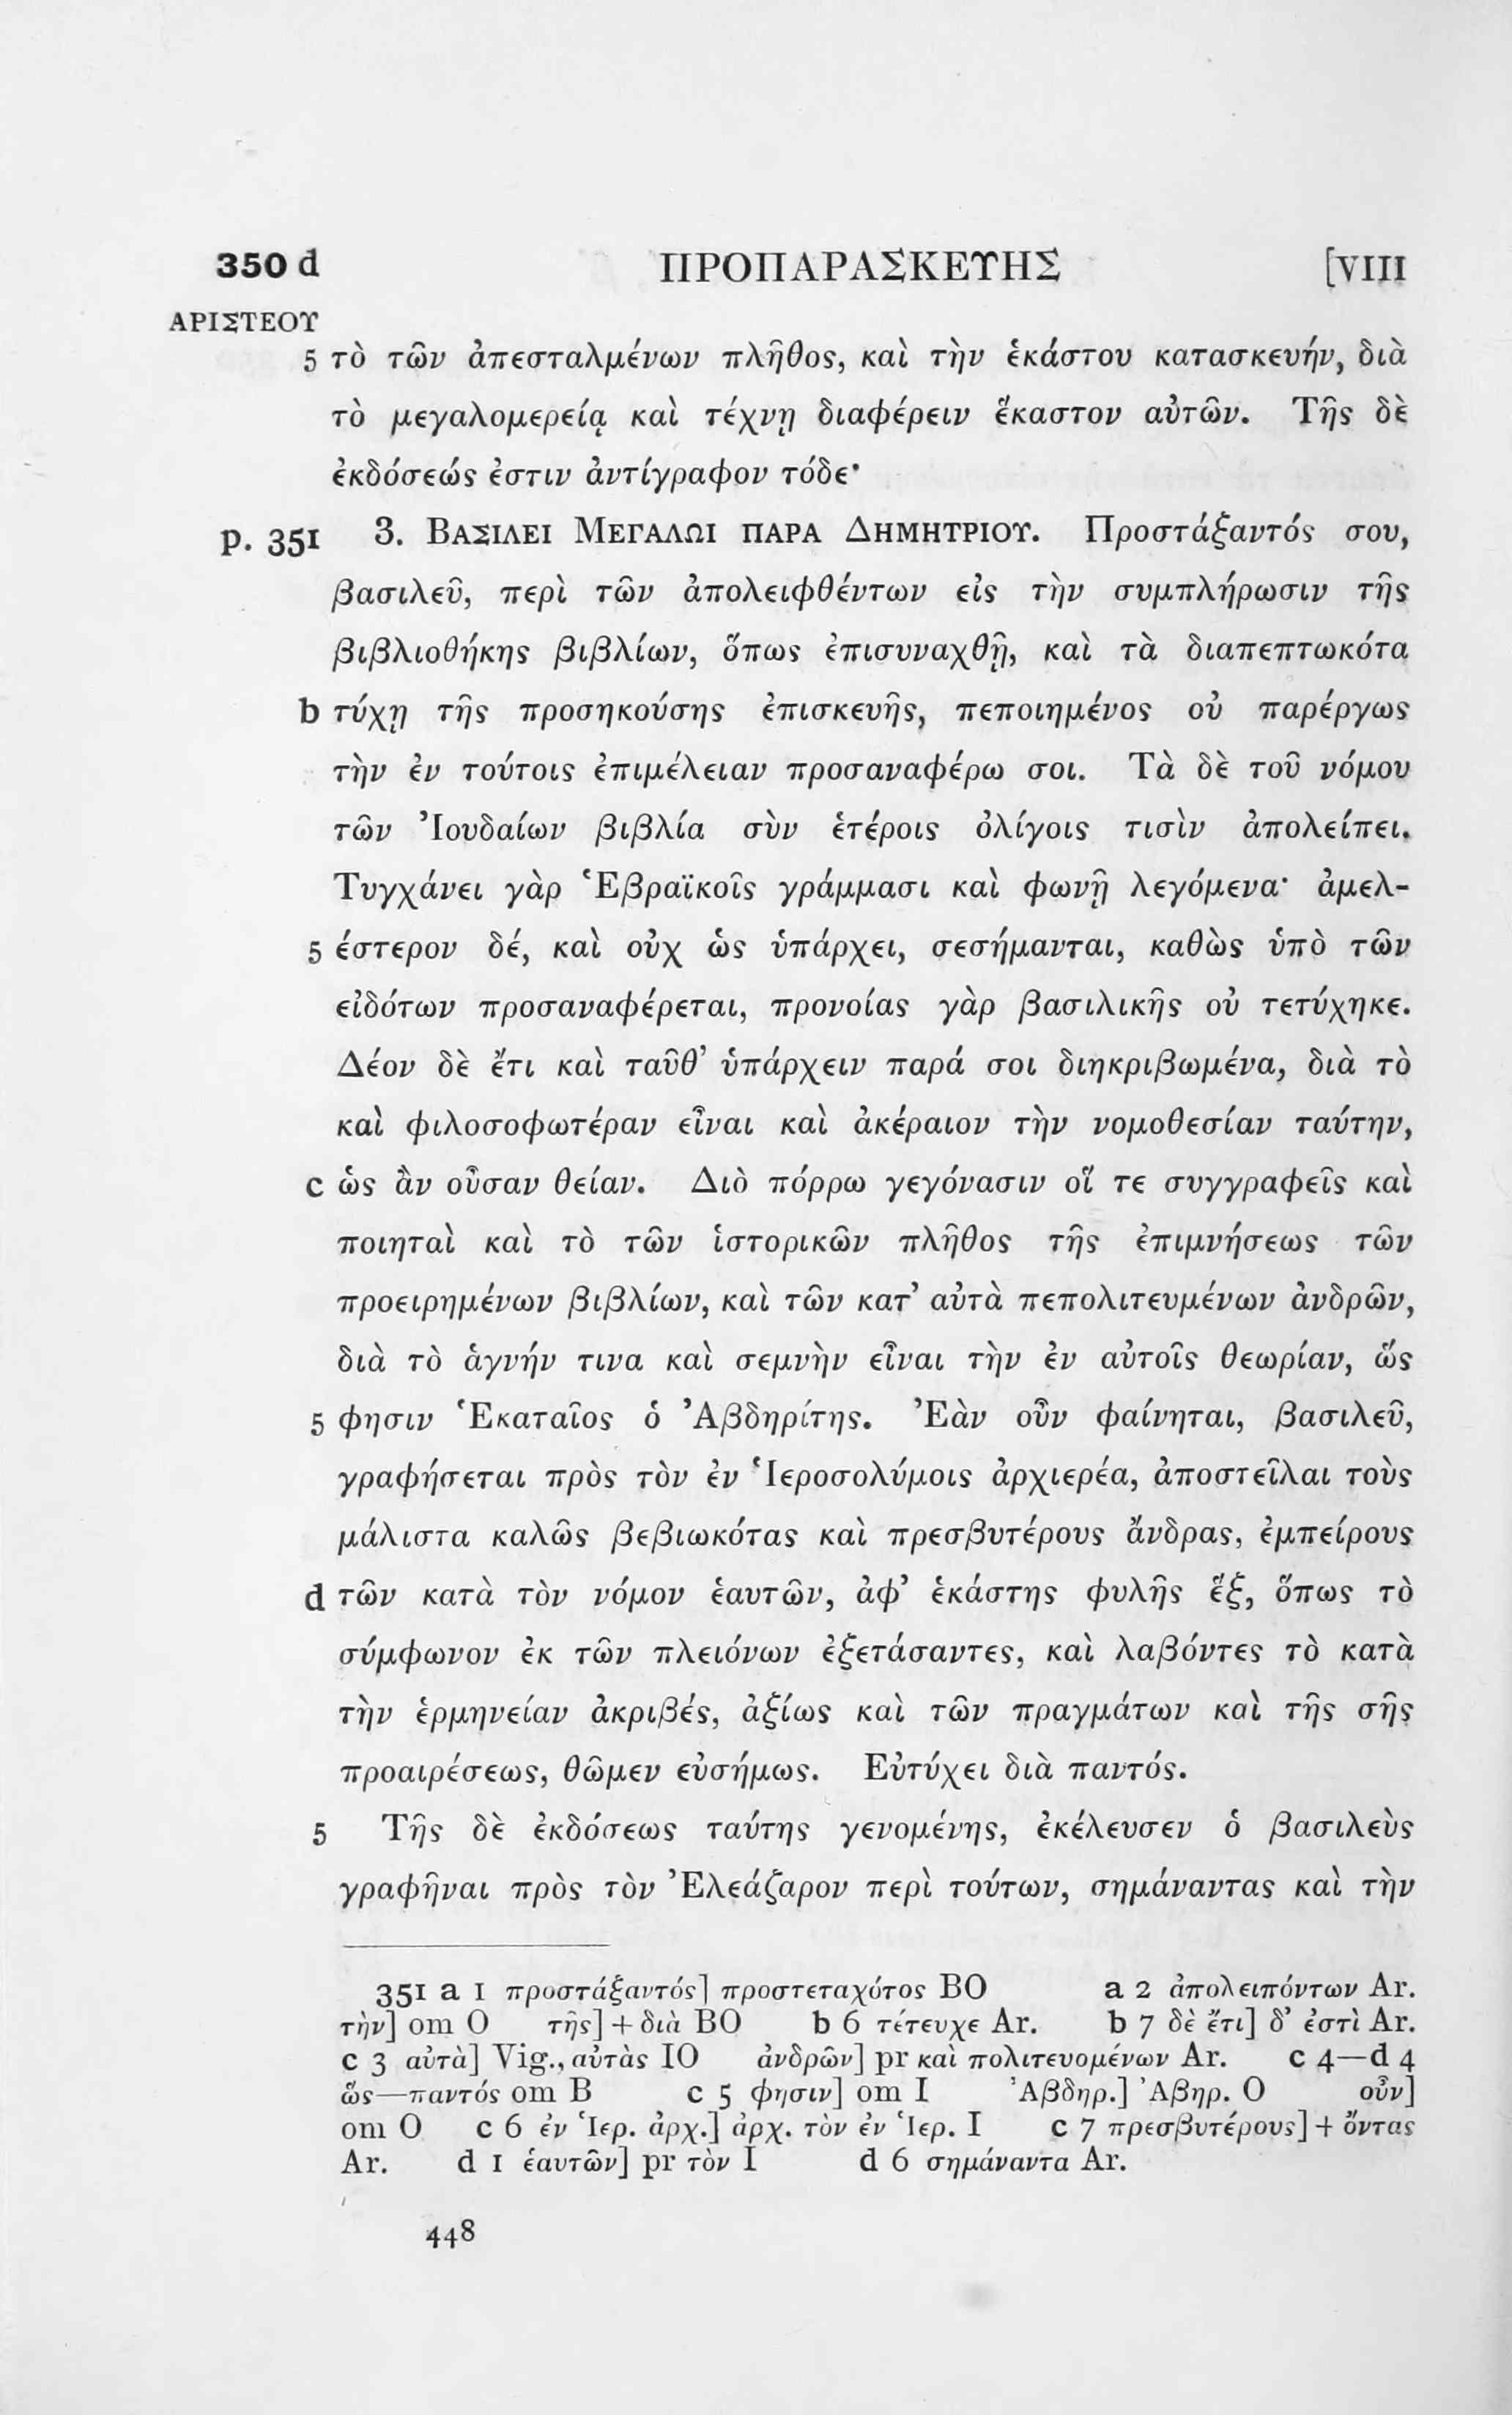 350 d ΠΡΟΠΑΡΑΣΚΕΥΗΣ [VIII
ΑΡΙΣΤΕΟΥ
5 τὸ τῶν ἀπεσταλμένων πλῆθος, καὶ τὴν ἑκάστου κατασκευήν, διὰ
τὸ μεγαλομερείᾳ καὶ τέχνῃ διαφέρειν ἕκαστον αὐτῶν. Τῆς δὲ
ἐκδόσεώς ἐστιν ἀντίγραφον τόδε·
p. 351 3. ΒΑΣΙΛΕΙ ΜΕΓΑΛΩΙ ΠΑΡΑ ΔΗΜΗΤΡΙΟΥ. Προστάξαντός σου,
βασιλεῦ, περὶ τῶν ἀπολειφθέντων εἰς τὴν συμπλήρωσιν τῆς
βιβλιοθήκης βιβλίων, ὅπως ἐπισυναχθῇ, καὶ τὰ διαπεπτωκότα
b τύχῃ τῆς προσηκούσης ἐπισκευῆς, πεποιημένος οὐ παρέργως
τὴν ἐν τούτοις ἐπιμέλειαν προσαναφέρω σοι. Τὰ δὲ τοῦ νόμου
τῶν Ἰουδαίων βιβλία σὺν ἑτέροις ὀλίγοις τισὶν ἀπολείπει.
Τυγχάνει γὰρ Ἑβραϊκοῖς γράμμασι καὶ φωνῇ λεγόμενα· ἀμελ-
5 έστερον δέ, καὶ οὐχ ὡς ὑπάρχει, σεσήμανται, καθὼς ὑπὸ τῶν
εἰδότων προσαναφέρεται, προνοίας γὰρ βασιλικῆς οὐ τετύχηκε.
Δέον δὲ ἔτι καὶ ταῦθ’ ὑπάρχειν παρά σοι διηκριβωμένα, διὰ τὸ
καὶ φιλοσοφωτέραν εἶναι καὶ ἀκέραιον τὴν νομοθεσίαν ταύτην,
c ὡς ἂν οὖσαν θείαν. Διὸ πόρρω γεγόνασιν οἵ τε συγγραφεῖς καὶ
ποιηταὶ καὶ τὸ τῶν ἱστορικῶν πλῆθος τῆς ἐπιμνήσεως τῶν
προειρημένων βιβλίων, καὶ τῶν κατ’ αὐτὰ πεπολιτευμένων ἀνδρῶν,
διὰ τὸ ἁγνήν τινα καὶ σεμνὴν εἶναι τὴν ἐν αὐτοῖς θεωρίαν, ὥς
5 φησιν Ἑκαταῖος ὁ Ἀβδηρίτης. Ἐὰν οὖν φαίνηται, βασιλεῦ,
γραφήσεται πρὸς τὸν ἐν Ἱεροσολύμοις ἀρχιερέα, ἀποστεῖλαι τοὺς
μάλιστα καλῶς βεβιωκότας καὶ πρεσβυτέρους ἄνδρας, ἐμπείρους
d τῶν κατὰ τὸν νόμον ἑαυτῶν, ἀφ’ ἑκάστης φυλῆς ἕξ, ὅπως τὸ
σύμφωνον ἐκ τῶν πλειόνων ἐξετάσαντες, καὶ λαβόντες τὸ κατὰ
τὴν ἑρμηνείαν ἀκριβές, ἀξίως καὶ τῶν πραγμάτων καὶ τῆς σῆς
προαιρέσεως, θῶμεν εὐσήμως. Εὐτύχει διὰ παντός.
5 Τῆς δὲ ἐκδόσεως ταύτης γενομένης, ἐκέλευσεν ὁ βασιλεὺς
γραφῆναι πρὸς τὸν Ἐλεάζαρον περὶ τούτων, σημάναντας καὶ τὴν
351 a 1 προστάξαντός] προστεταχότος BO a 2 ἀπολειπόντων Ar.
τὴν] om O τῆς] + διὰ BO b 6 τέτευχε Ar. b 7 δὲ ἔτι] δ’ ἐστὶ Ar.
c 3 αὐτὰ] Vig., αὐτὰς IO ἀνδρῶν] pr καὶ πολιτευομένων Ar. c 4—d 4
ὥς—παντός om B c 5 φησιν] om I Ἀβδηρ.] Ἀβηρ. O οὖν]
om O c 6 ἐν Ἱερ. ἀρχ.] ἀρχ. τὸν ἐν Ἱερ. I c 7 πρεσβυτέρους] + ὄντας
Ar. d 1 ἑαυτῶν] pr τὸν I d 6 σημάναντα Ar.
448